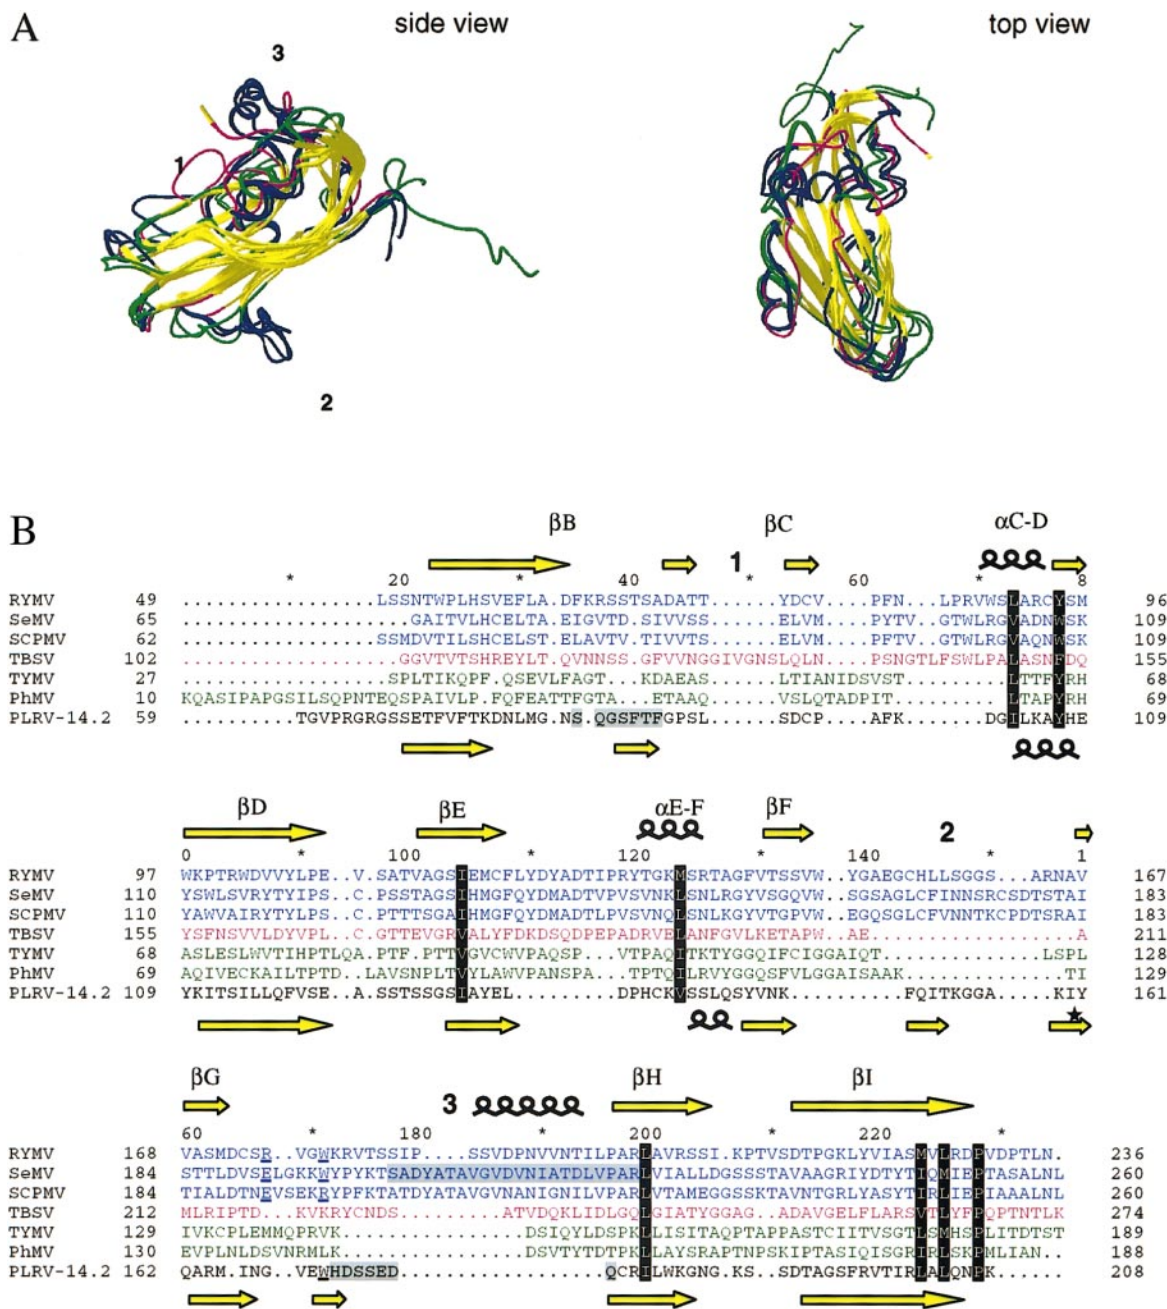 A
side view
top view
3
1
2
B
βB βC αC-D
1
* 20 * 40 * 60 * 8
RYMV 49 ..................LSSNTWPLHSVEFLA.DFKRSSTSADATT......YDCV....PFN...LPRVWSLARCYSM 96
SeMV 65 ....................GAITVLHCELTA.EIGVTD.SIVVSS......ELVM....PYTV..GTWLRGVADNWSK 109
SCPMV 62 ..................SSMDVTILHCELST.ELAVTV.TIVVTS......ELVM....PFTV..GTWLRGVAQNWSK 109
TBSV 102 ...................GGVTVTSHREYLT.QVNNSS.GFVVNGGIVGNSLQLN....PSNGTLFSWLPALASNFDQ 155
TYMV 27 ..................SPLTIKQPF.QSEVLFAGT...KDAEAS......LTIANIDSVST.......LTTFYRH 68
PhMV 10 KQASIPAPGSILSQPNTEQSPAIVLP.FQFEATTFGTA...ETAAQ......VSLQTADPIT........LTAPYRH 69
PLRV-14.2 59 ..........TGVPRGRGSSETFVFTKDNLMG.NS.QGSFTFGPSL......SDCP....AFK......DGILKAYHE 109
βD βE αE-F βF
2
0 * 100 * 120 * 140 * 1
RYMV 97 WKPTRWDVVYLPE..V.SATVAGSIEMCFLYDYADTIPRYTGKMSRTAGFVTSSVW..YGAEGCHLLSGGS...ARNAV 167
SeMV 110 YSWLSVRYTYIPS..C.PSSTAGSIHMGFQYDMADTVPVSVNKLSNLRGYVSGQVW..SGSAGLCFINNSRCSDTSTAI 183
SCPMV 110 YAWVAIRYTYLPS..C.PTTTSGAIHMGFQYDMADTLPVSVNQLSNLKGYVTGPVW..EGQSGLCFVNNTKCPDTSRAI 183
TBSV 155 YSFNSVVLDYVPL..C.GTTEVGRVALYFDKDSQDPEPADRVELANFGVLKETAPW..AE..................A 211
TYMV 68 ASLESLWVTIHPTLQA.PTF.PTTVGVCWVPAQSP...VTPAQITKTYGGQIFCIGGAIQT...........LSPL 128
PhMV 69 AQIVECKAILTPTD..LAVSNPLTVYLAWVPANSPA...TPTQILRVYGGQSFVLGGAISAAK............TI 129
PLRV-14.2 109 YKITSILLQFVSE..A.SSTSSGSIAYEL.......DPHCKVSSLQSYVNK.........FQITKGGA.....KIY 161
★
βG βH βI
3
60 * 180 * 200 * 220 *
RYMV 168 VASMDCSR..VGWKRVTSSIP...SSVDPNVVNTILPARLAVRSSI.KPTVSDTPGKLYVIASMVLRDPVDPTLN. 236
SeMV 184 STTLDVSELGKKWYPYKTSADYATAVGVDVNIATDLVPARLVIALLDGSSSTAVAAGRIYDTYTIQMIEPTASALNL 260
SCPMV 184 TIALDTNEVSEKRYPFKTATDYATAVGVNANIGNILVPARLVTAMEGGSSKTAVNTGRLYASYTIRLIEPIAAALNL 260
TBSV 212 MLRIPTD..KVKRYCNDS.........ATVDQKLIDLGQLGIATYGGAG..ADAVGELFLARSVTLYFPQPTNTLK 274
TYMV 129 IVKCPLEMMQPRVK................DSIQYLDSPKLLISITAQPTAPPASTCIITVSGTLSMHSPLITDTST 189
PhMV 130 EVPLNLDSVNRMLK................DSVTYTDTPKLLAYSRAPTNPSKIPTASIQISGRIRLSKPMLIAN... 188
PLRV-14.2 162 QARM.ING..VEWHDSSED..................QCRILWKGNG.KS...SDTAGSFRVTIRLALQNPK...... 208